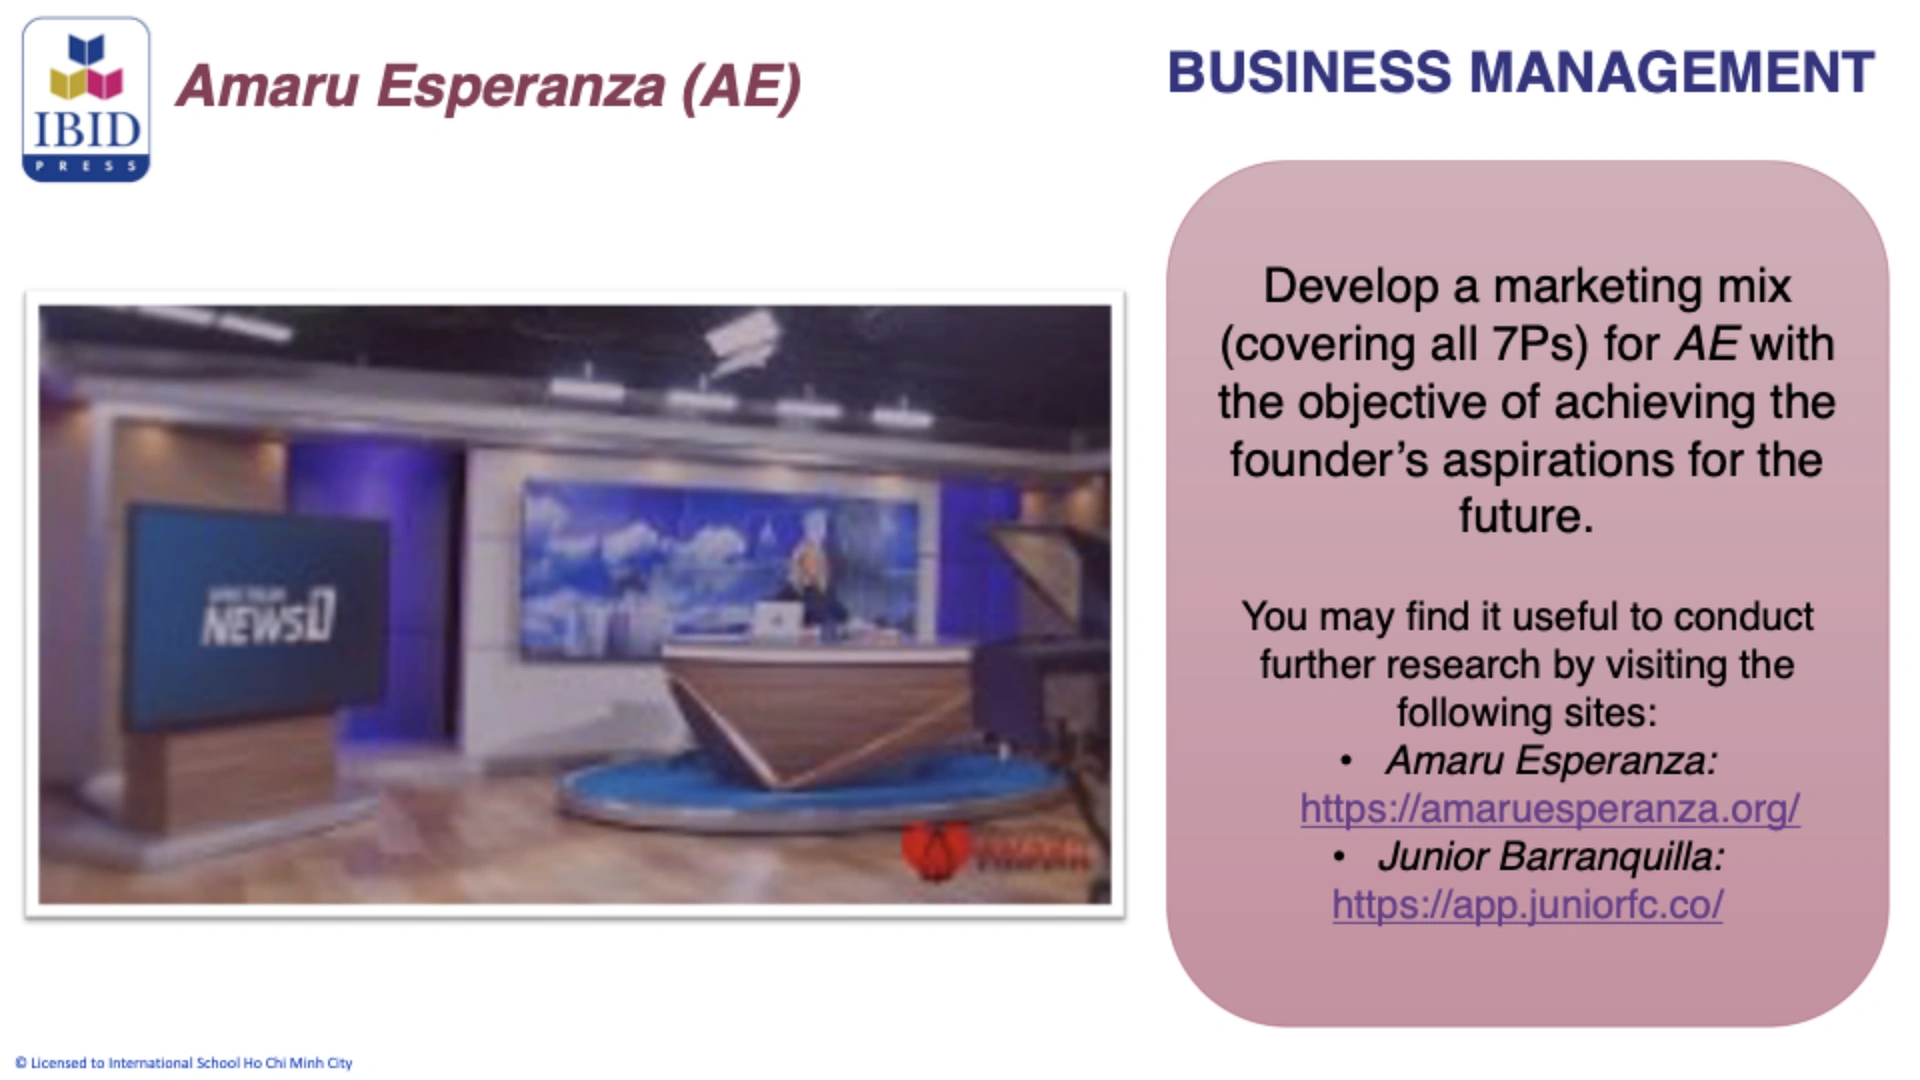 IBID
PRESS
Amaru Esperanza (AE)
BUSINESS MANAGEMENT
NEWS
Develop a marketing mix
(covering all 7Ps) for AE with
the objective of achieving the
founder's aspirations for the
future.
You may find it useful to conduct
further research by visiting the
following sites:
• Amaru Esperanza:
https://amaruesperanza.org/
• Junior Barranquilla:
https://app.juniorfc.co/
© Licensed to International School Ho Chi Minh City